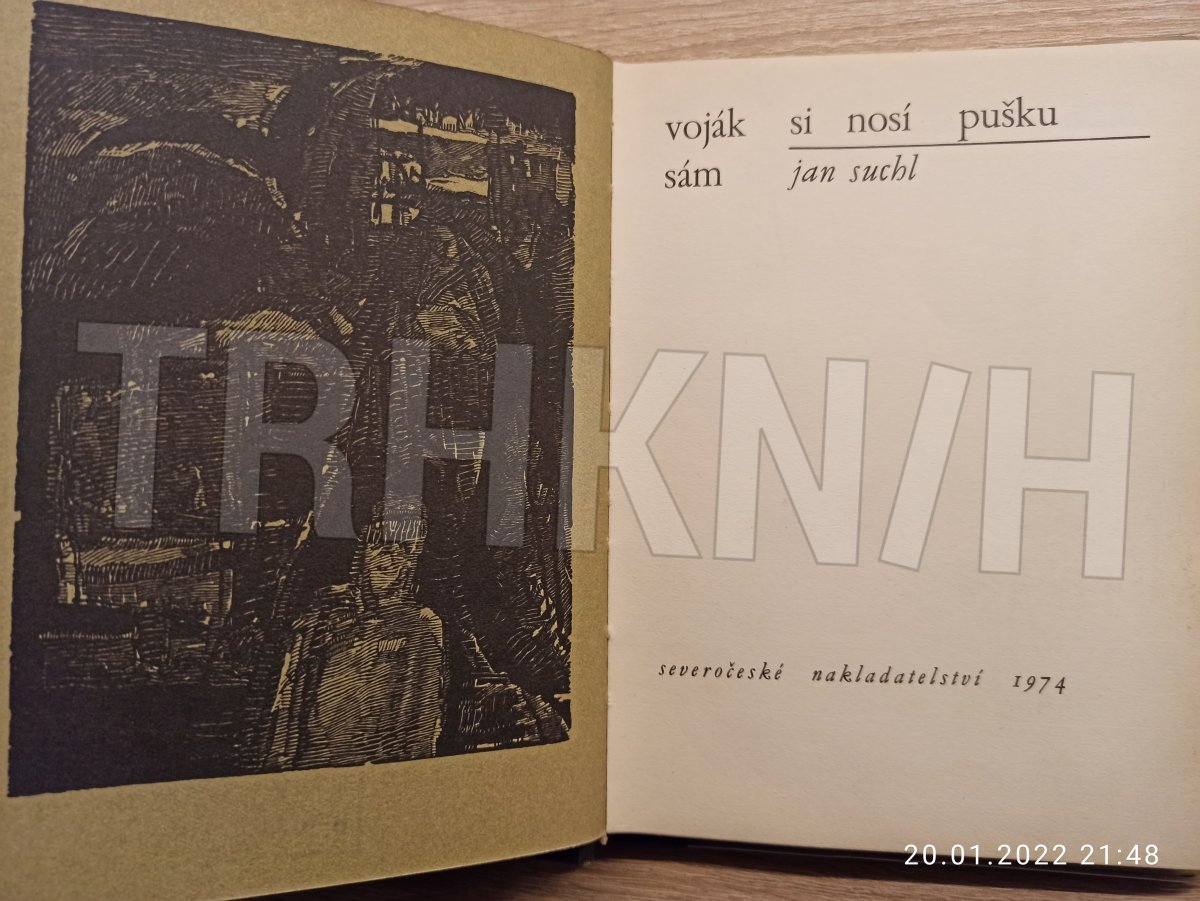 voják si nosí pušku
sám jan suchl
TRHKNIH
severočeské nakladatelství 1974
20.01.2022 21:48